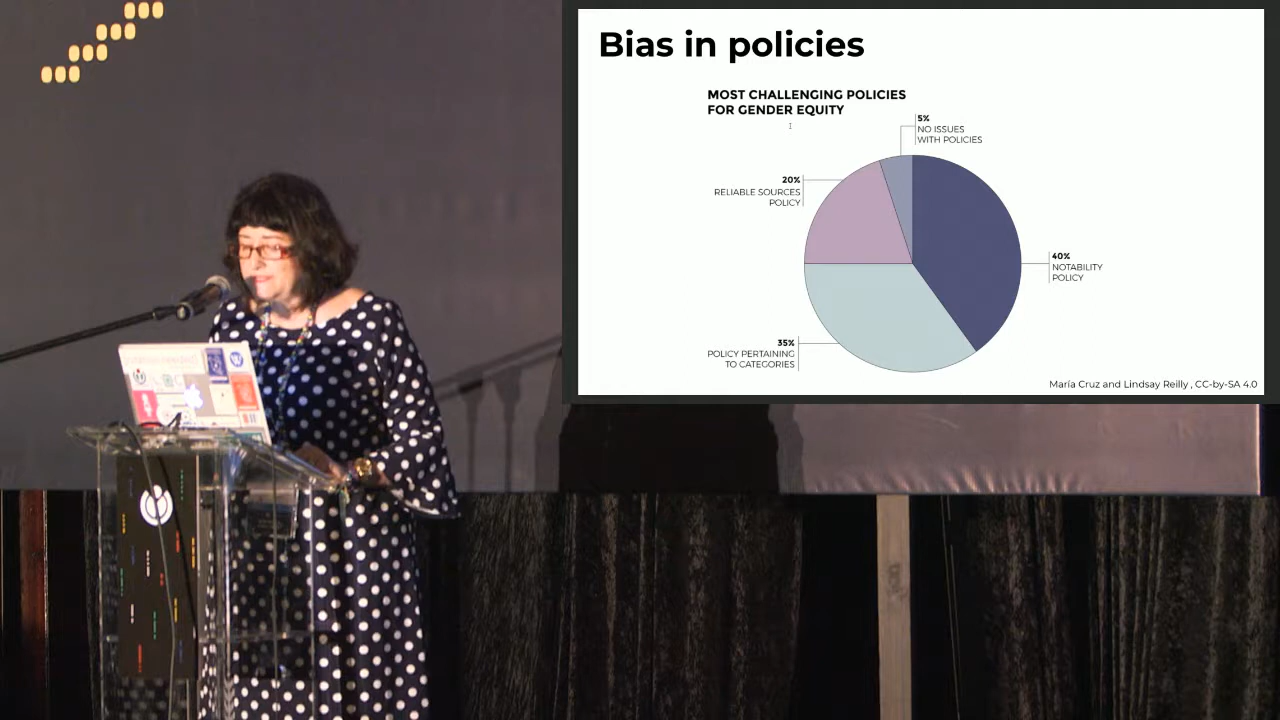 Bias in policies
MOST CHALLENGING POLICIES
FOR GENDER EQUITY
5%
NO ISSUES
WITH POLICIES
20%
RELIABLE SOURCES
POLICY
40%
NOTABILITY
POLICY
35%
POLICY PERTAINING
TO CATEGORIES
María Cruz and Lindsay Reilly , CC-by-SA 4.0